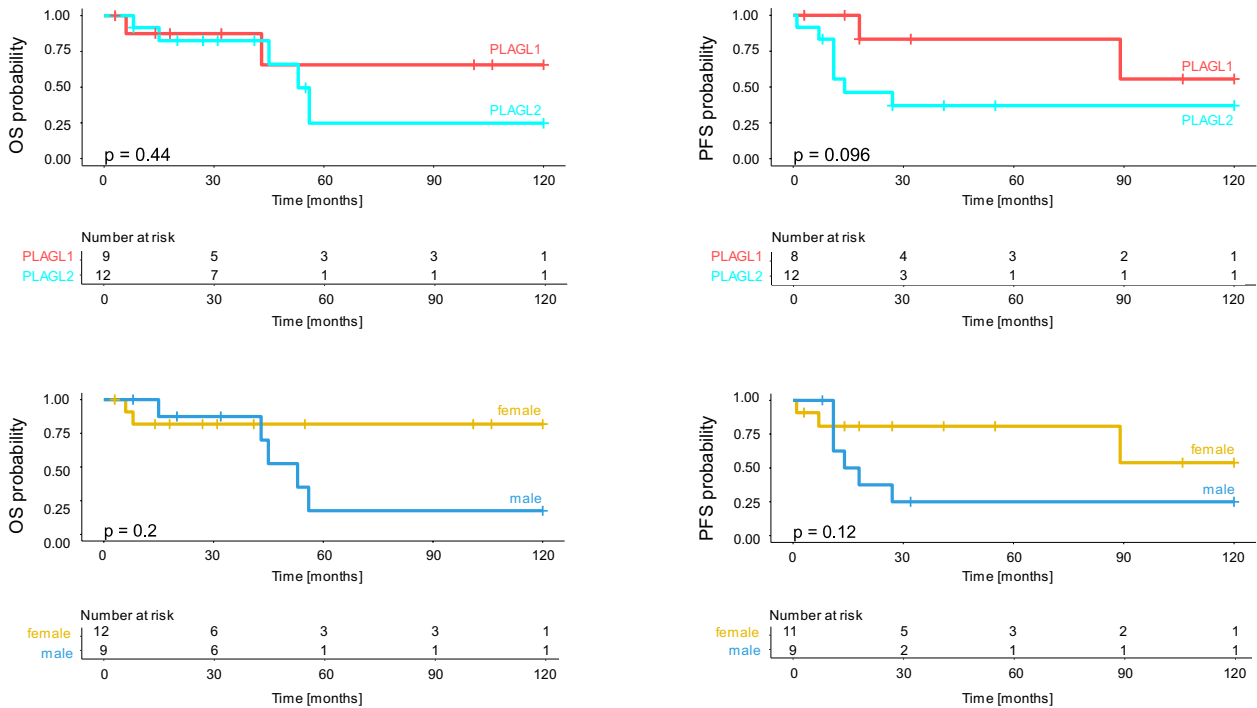 OS probability
1.00
0.75
0.50
0.25
0.00
PLAGL1
PLAGL2
p = 0.44
0 30 60 90 120
Time [months]
Number at risk
PLAGL1 9 5 3 3 1
PLAGL2 12 7 1 1 1
0 30 60 90 120
Time [months]
PFS probability
1.00
0.75
0.50
0.25
0.00
PLAGL1
PLAGL2
p = 0.096
0 30 60 90 120
Time [months]
Number at risk
PLAGL1 8 4 3 2 1
PLAGL2 12 3 1 1 1
0 30 60 90 120
Time [months]
OS probability
1.00
0.75
0.50
0.25
0.00
female
male
p = 0.2
0 30 60 90 120
Time [months]
Number at risk
female 12 6 3 3 1
male 9 6 1 1 1
0 30 60 90 120
Time [months]
PFS probability
1.00
0.75
0.50
0.25
0.00
female
male
p = 0.12
0 30 60 90 120
Time [months]
Number at risk
female 11 5 3 2 1
male 9 2 1 1 1
0 30 60 90 120
Time [months]